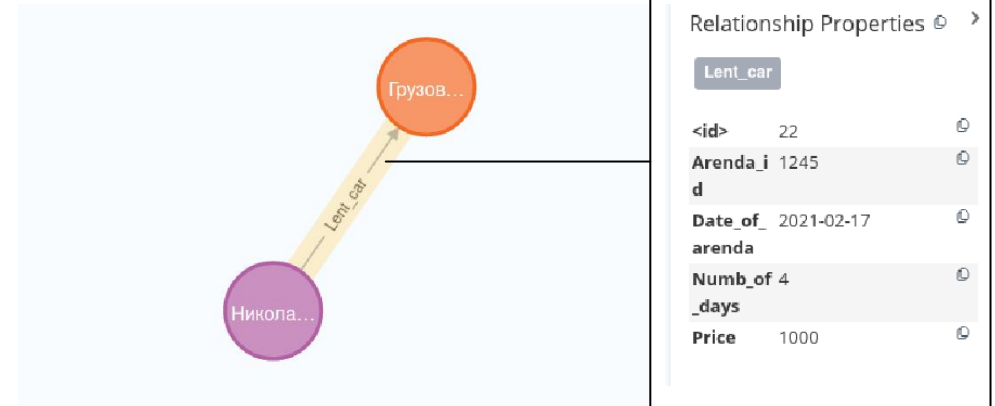 Грузов...
Lent_car
Никола...
Relationship Properties
Lent_car
<id> 22
Arenda_i 1245
d
Date_of_ 2021-02-17
arenda
Numb_of 4
_days
Price 1000